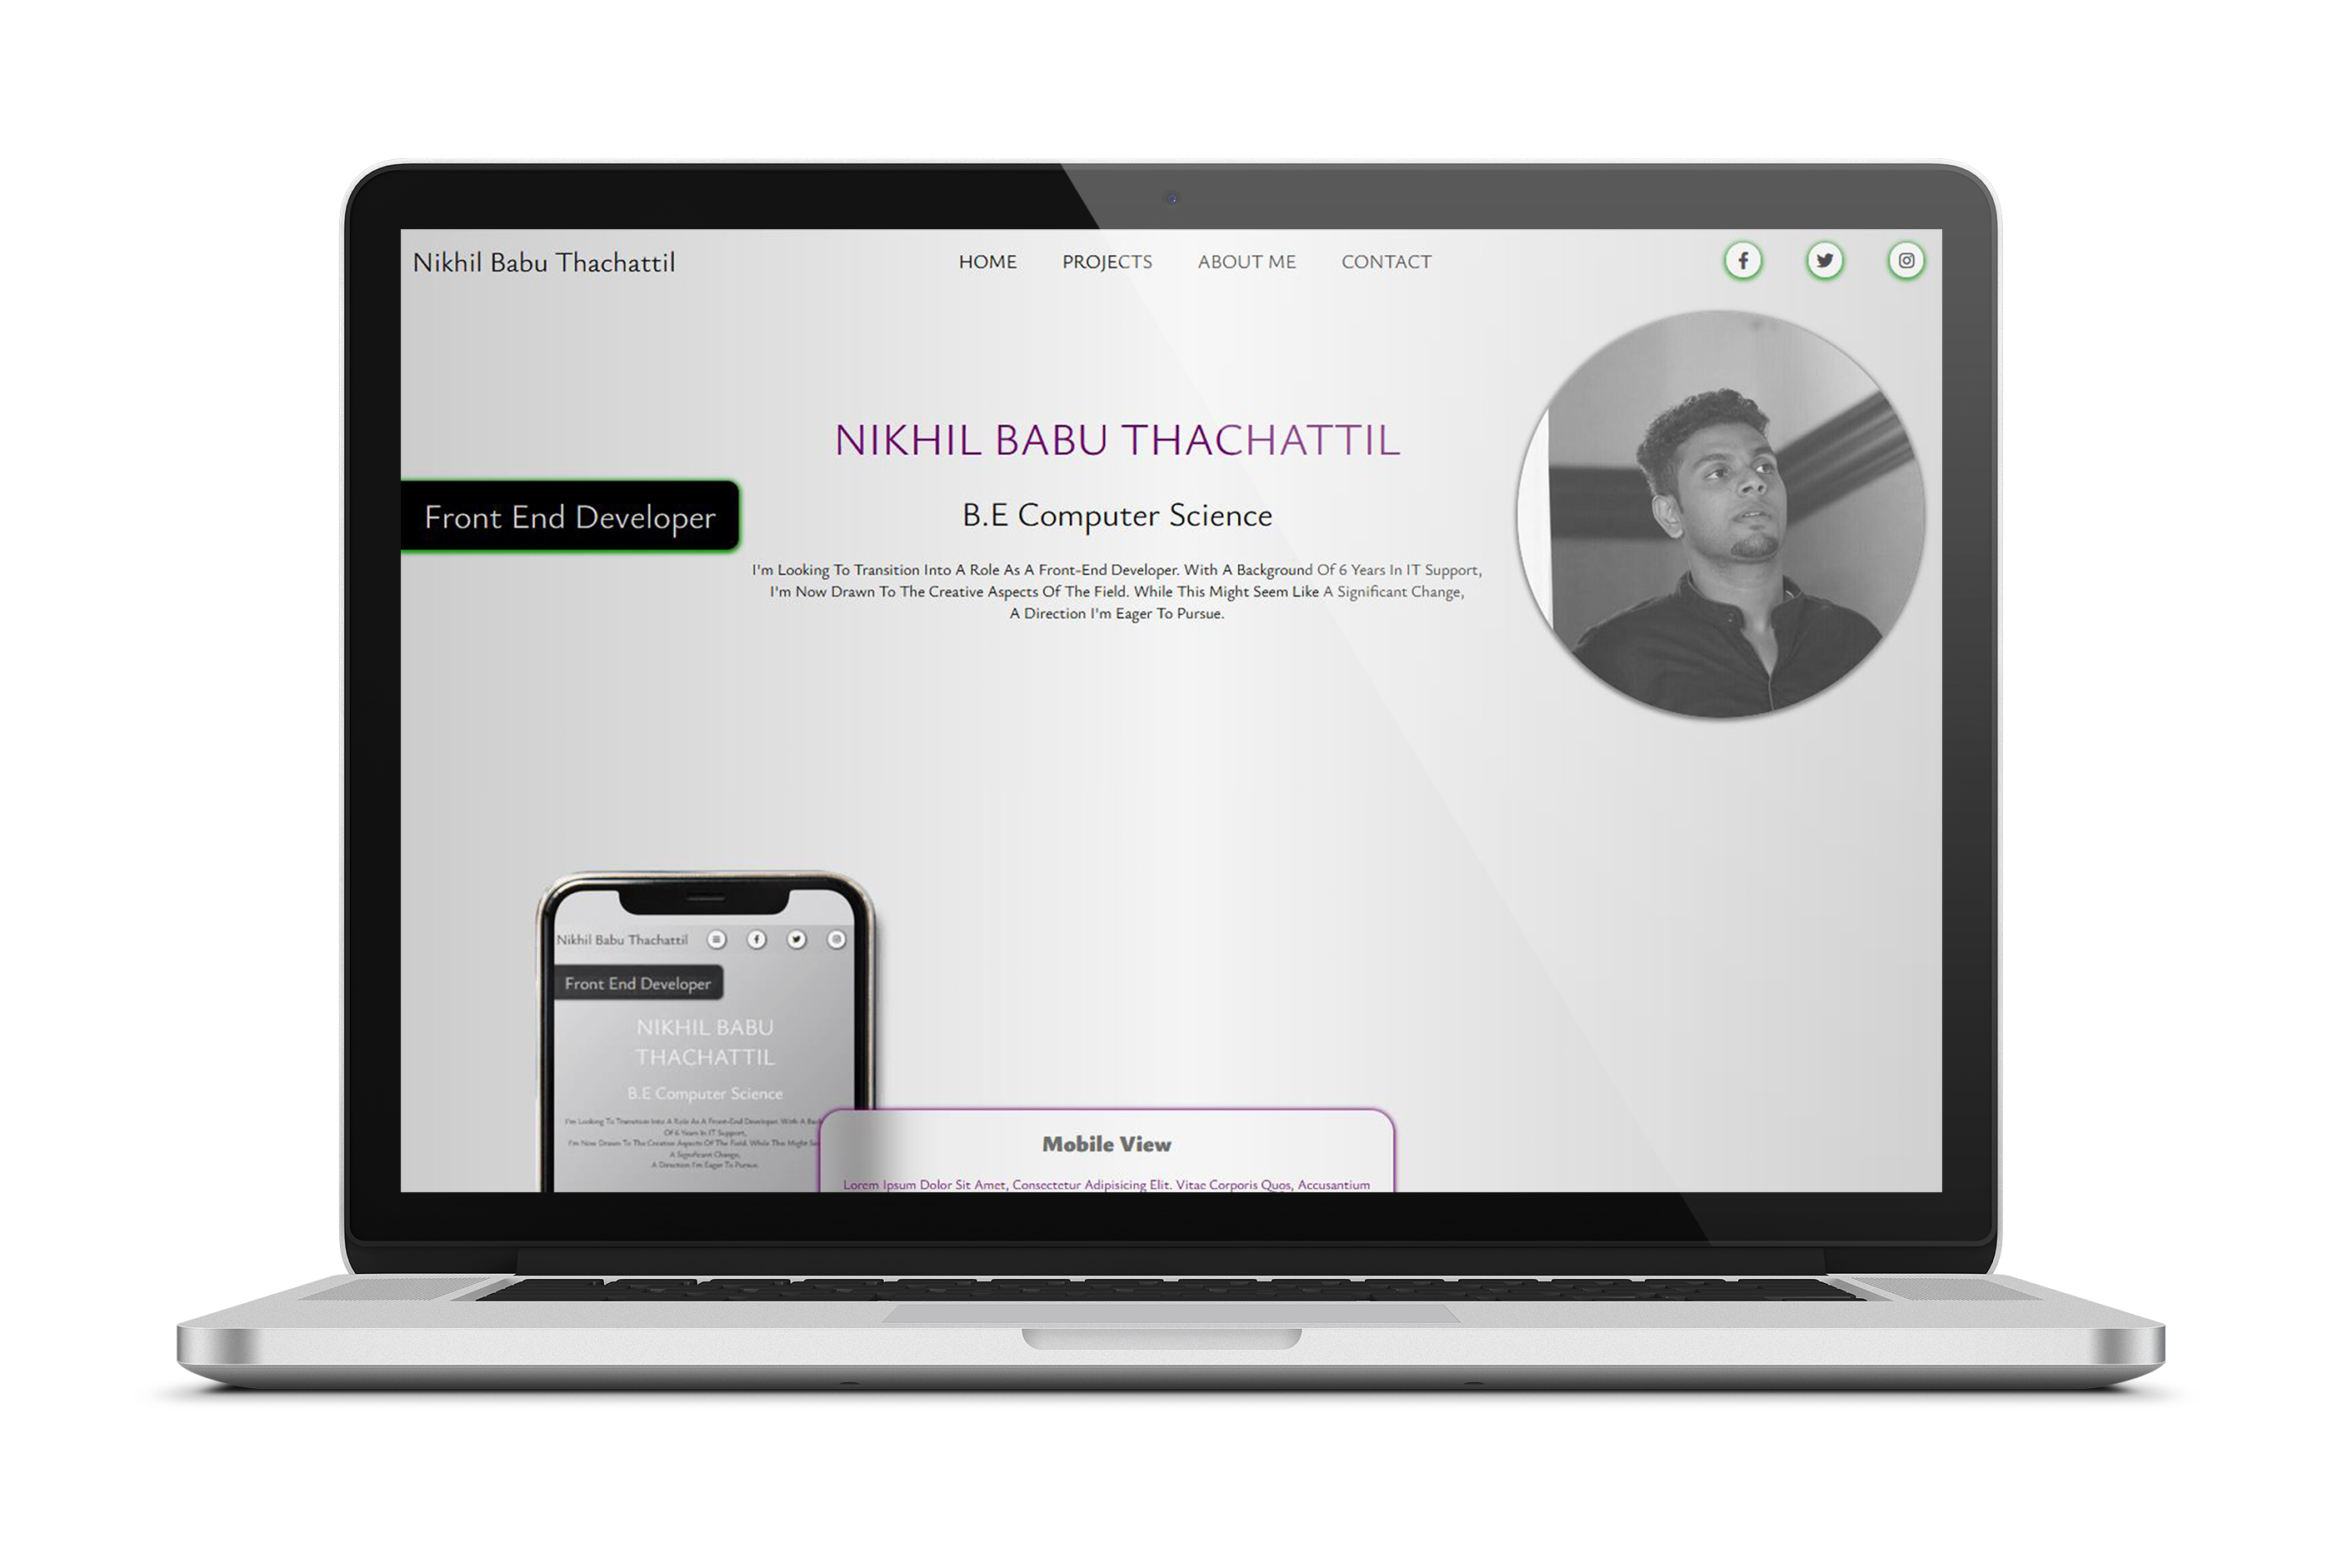 Nikhil Babu Thachattil
HOME PROJECTS ABOUT ME CONTACT
NIKHIL BABU THACHATTIL
Front End Developer
B.E Computer Science
I'm Looking To Transition Into A Role As A Front-End Developer. With A Background Of 6 Years In IT Support,
I'm Now Drawn To The Creative Aspects Of The Field. While This Might Seem Like A Significant Change,
A Direction I'm Eager To Pursue.
Nikhil Babu Thachattil
Front End Developer
NIKHIL BABU
THACHATTIL
B.E Computer Science
I'm Looking To Transition Into A Role As A Front-End Developer. With A
Of 6 Years In IT Support,
I'm Now Drawn To The Creative Aspects Of The Field. While This Might
A Significant Change,
A Direction I'm Eager To Pursue.
Mobile View
Lorem Ipsum Dolor Sit Amet, Consectetur Adipisicing Elit. Vitae Corporis Quos, Accusantium